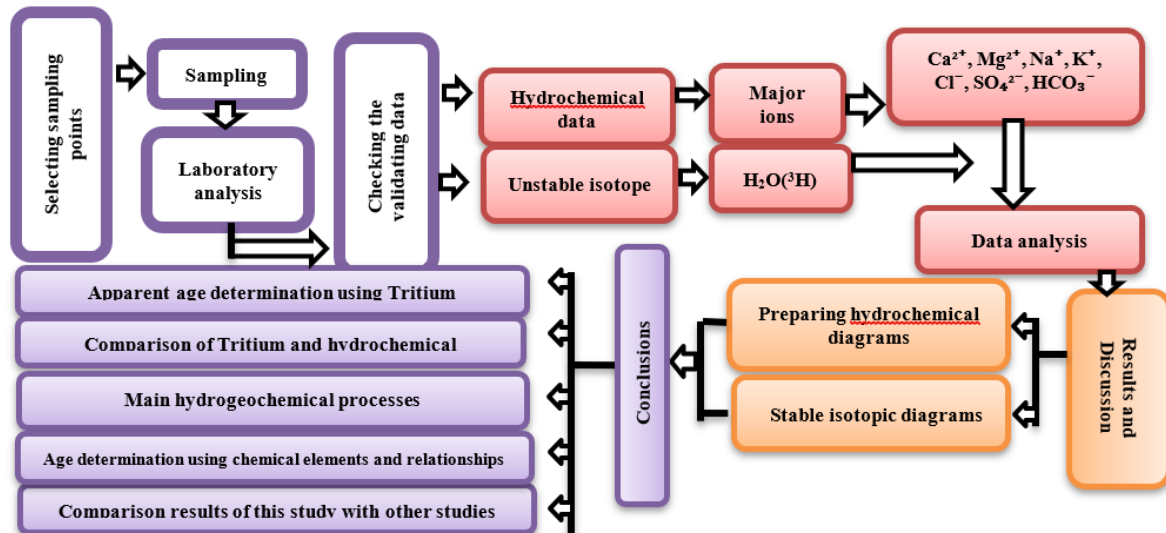 Selecting sampling
points
Sampling
Laboratory
analysis
Checking the
validating data
Hydrochemical
data
Unstable isotope
Major
ions
H₂O(³H)
Ca²⁺, Mg²⁺, Na⁺, K⁺,
Cl⁻, SO₄²⁻, HCO₃⁻
Data analysis
Results and
Discussion
Preparing hydrochemical
diagrams
Stable isotopic diagrams
Conclusions
Apparent age determination using Tritium
Comparison of Tritium and hydrochemical
Main hydrogeochemical processes
Age determination using chemical elements and relationships
Comparison results of this study with other studies